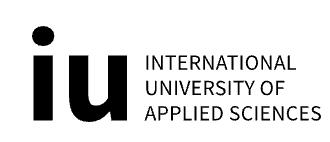 iu
INTERNATIONAL
UNIVERSITY OF
APPLIED SCIENCES